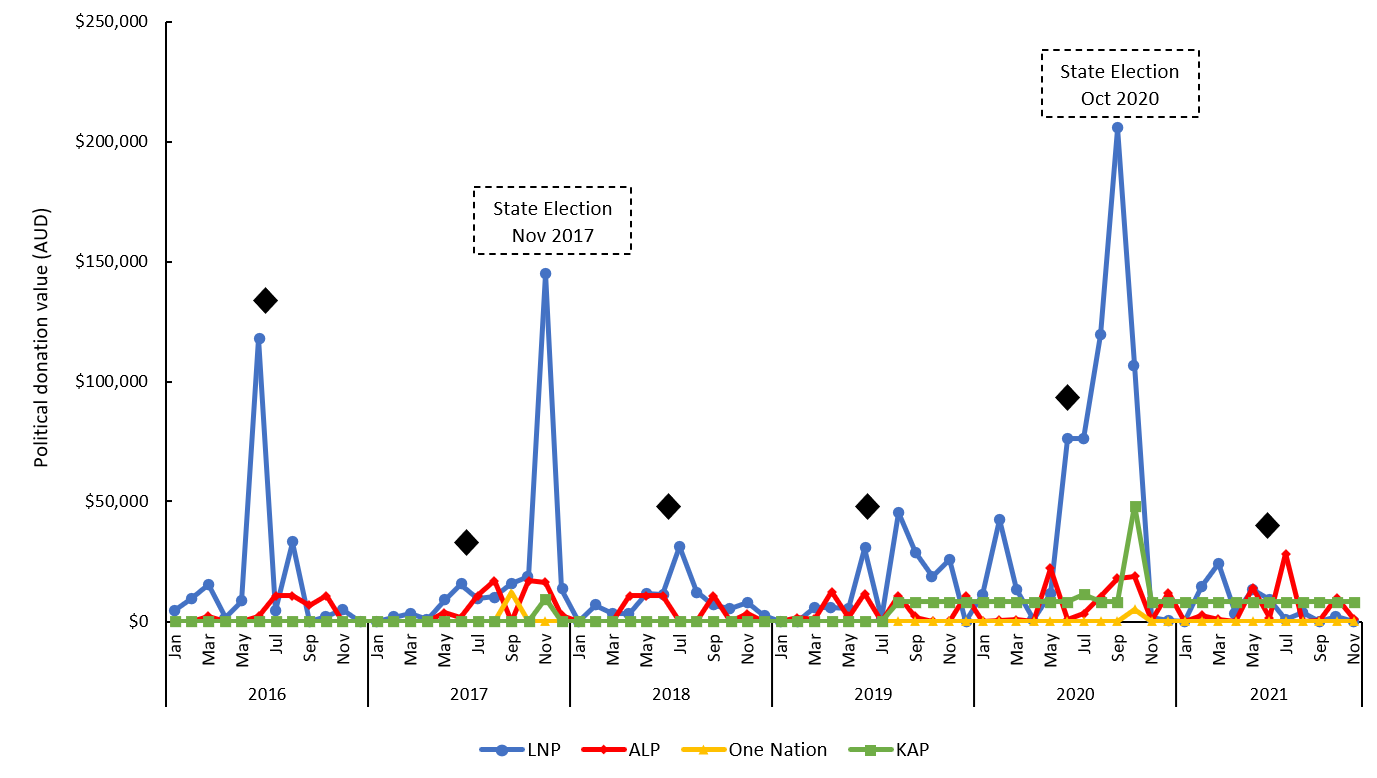 $250,000
$200,000
$150,000
$100,000
$50,000
$0
Political donation value (AUD)
State Election
Nov 2017
State Election
Oct 2020
Jan Mar May Jul Sep Nov Jan Mar May Jul Sep Nov Jan Mar May Jul Sep Nov Jan Mar May Jul Sep Nov Jan Mar May Jul Sep Nov Jan Mar May Jul Sep Nov
2016 2017 2018 2019 2020 2021
LNP ALP One Nation KAP